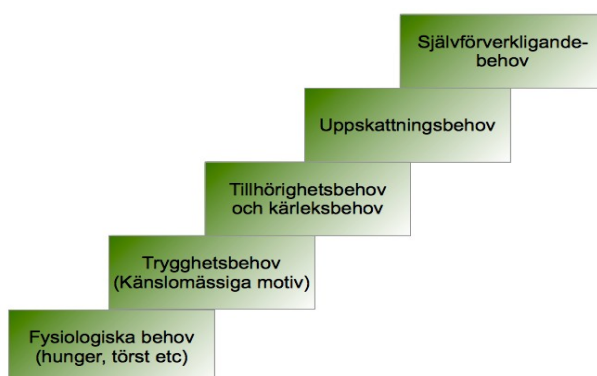 Självförverkligande-
behov
Uppskattningsbehov
Tillhörighetsbehov
och kärleksbehov
Trygghetsbehov
(Känslomässiga motiv)
Fysiologiska behov
(hunger, törst etc)